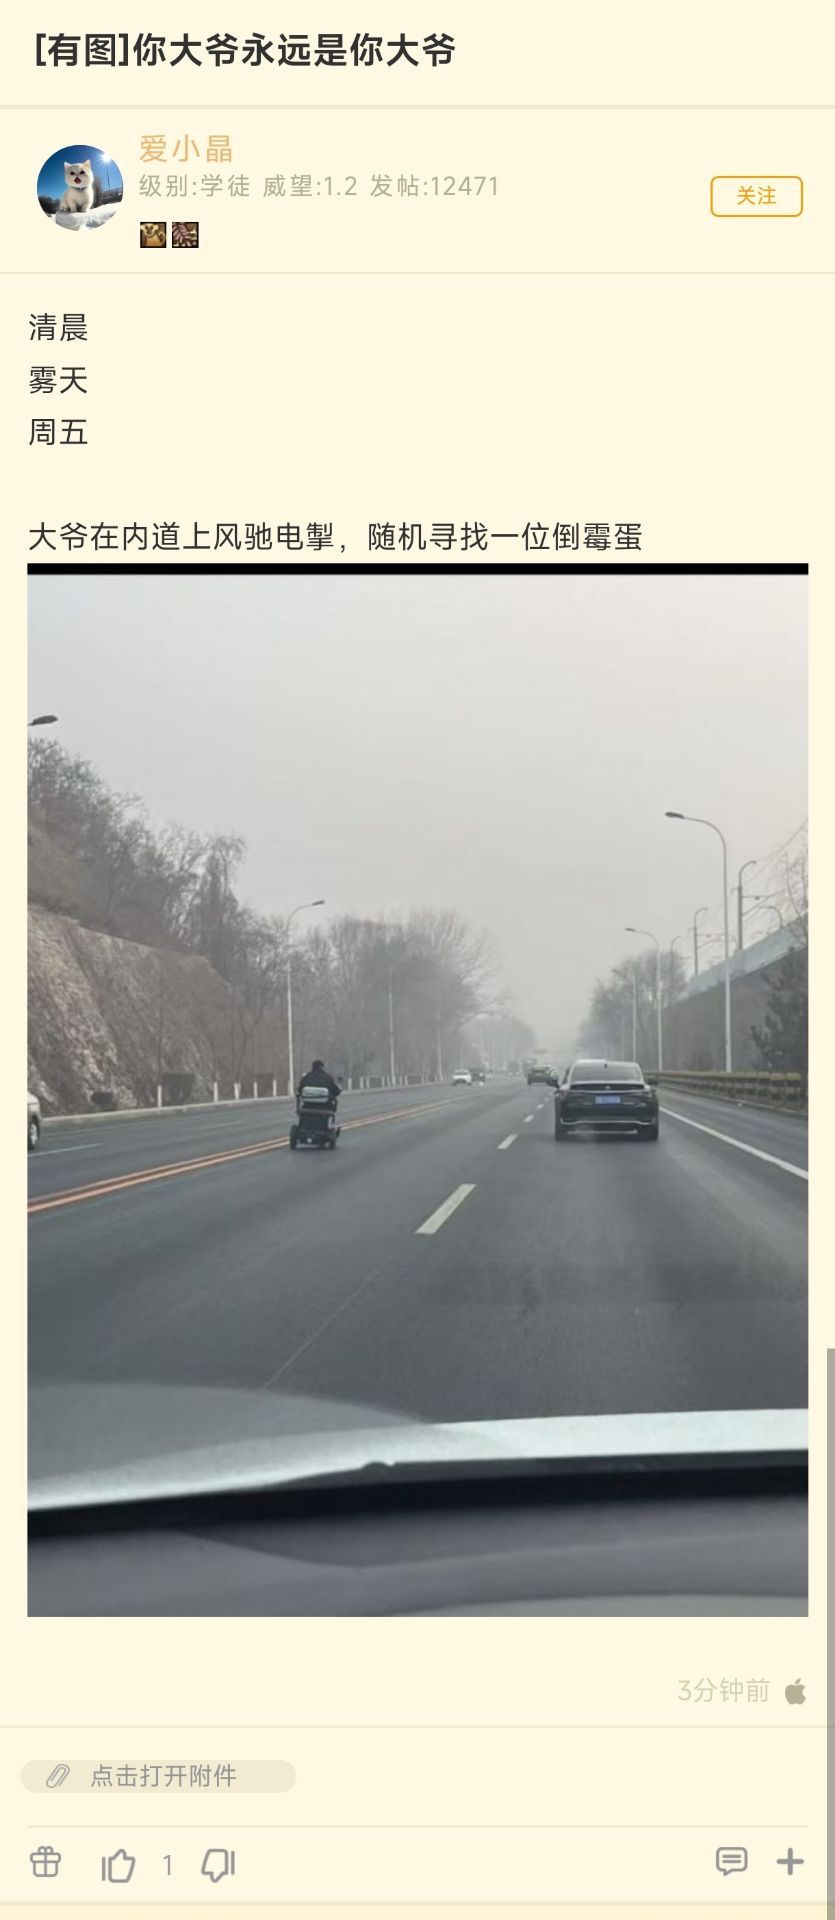 [有图]你大爷永远是你大爷
爱小晶
级别:学徒 威望:1.2 发帖:12471
关注
清晨
雾天
周五
大爷在内道上风驰电掣，随机寻找一位倒霉蛋
3分钟前
点击打开附件
1